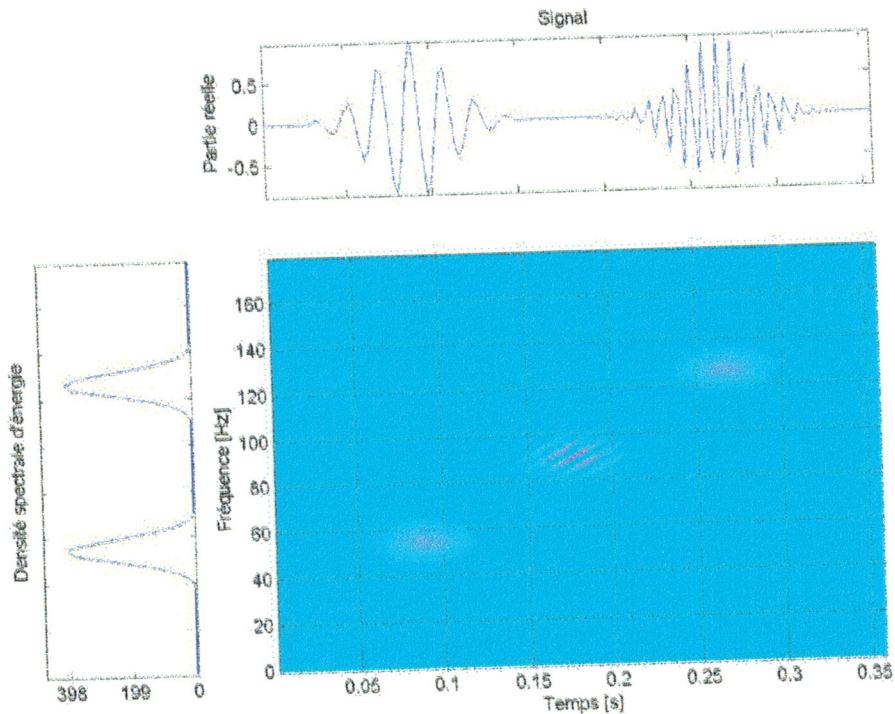 Signal
Partie réelle
0.5
0
-0.5
Densité spectrale d'énergie
398 199 0
Fréquence [Hz]
160
140
120
100
80
60
40
20
0
0.05 0.1 0.15 0.2 0.25 0.3 0.35
Temps [s]